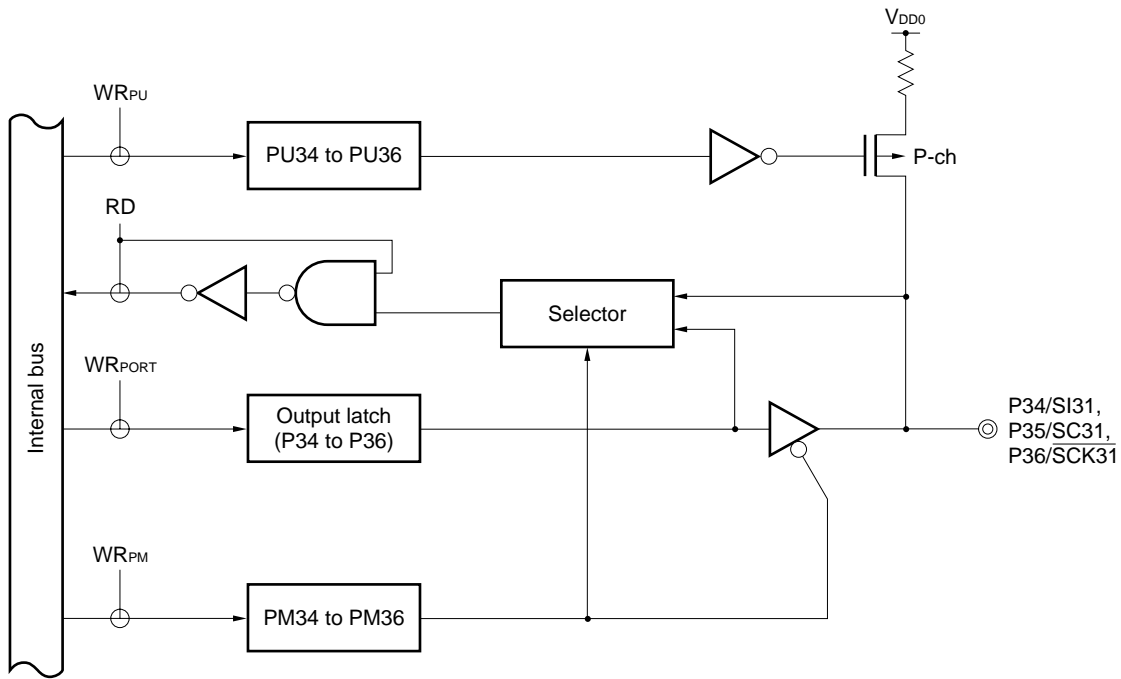 VDD0
WRPU
PU34 to PU36
P-ch
RD
Selector
WRPORT
Internal bus
Output latch
(P34 to P36)
P34/SI31,
P35/SC31,
P36/SCK31
WRPM
PM34 to PM36